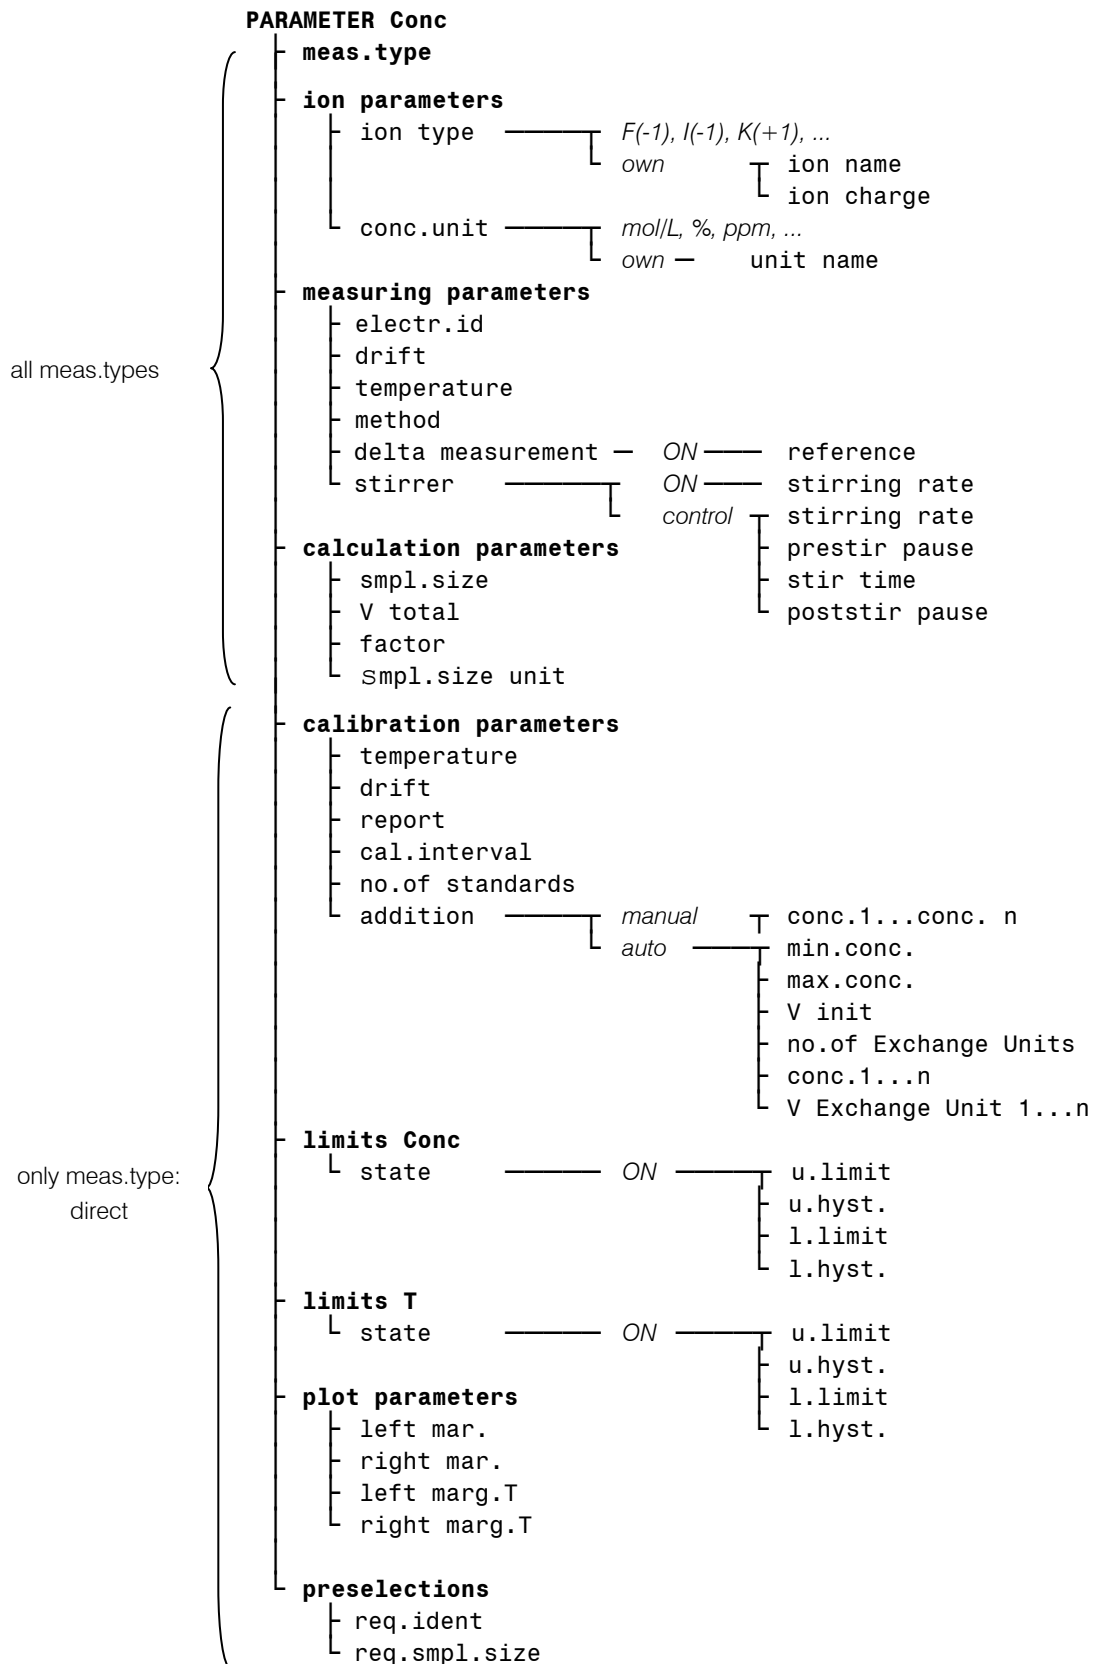 PARAMETER Conc
meas.type
ion parameters
ion type F(-1), I(-1), K(+1), ...
own ion name
ion charge
conc.unit mol/L, %, ppm, ...
own unit name
measuring parameters
electr.id
drift
all meas.types
temperature
method
delta measurement ON reference
stirrer ON stirring rate
control stirring rate
calculation parameters prestir pause
smpl.size stir time
V total poststir pause
factor
smpl.size unit
calibration parameters
temperature
drift
report
cal.interval
no.of standards
addition manual conc.1...conc. n
auto min.conc.
max.conc.
V init
no.of Exchange Units
conc.1...n
V Exchange Unit 1...n
limits Conc
only meas.type:
direct
state ON u.limit
u.hyst.
l.limit
l.hyst.
limits T
state ON u.limit
u.hyst.
plot parameters l.limit
left mar. l.hyst.
right mar.
left marg.T
right marg.T
preselections
req.ident
req.smpl.size